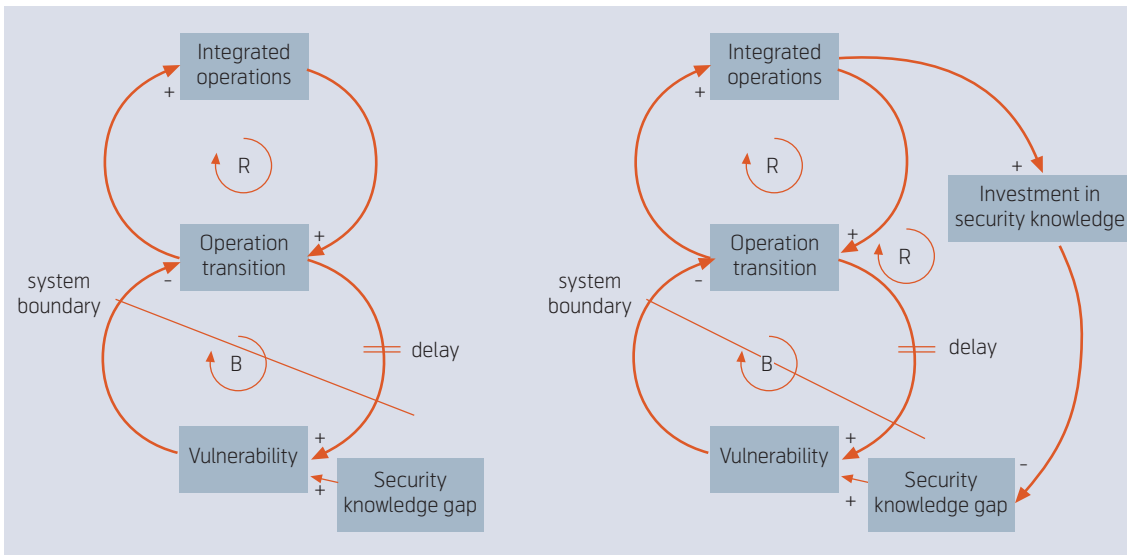 Integrated
operations
+
R
Operation
transition
+
-
system
boundary
B
delay
Vulnerability
+
+
Security
knowledge gap
Integrated
operations
+
R
+
Investment in
security knowledge
Operation
transition
+
R
-
system
boundary
B
delay
Vulnerability
+
+
-
Security
knowledge gap